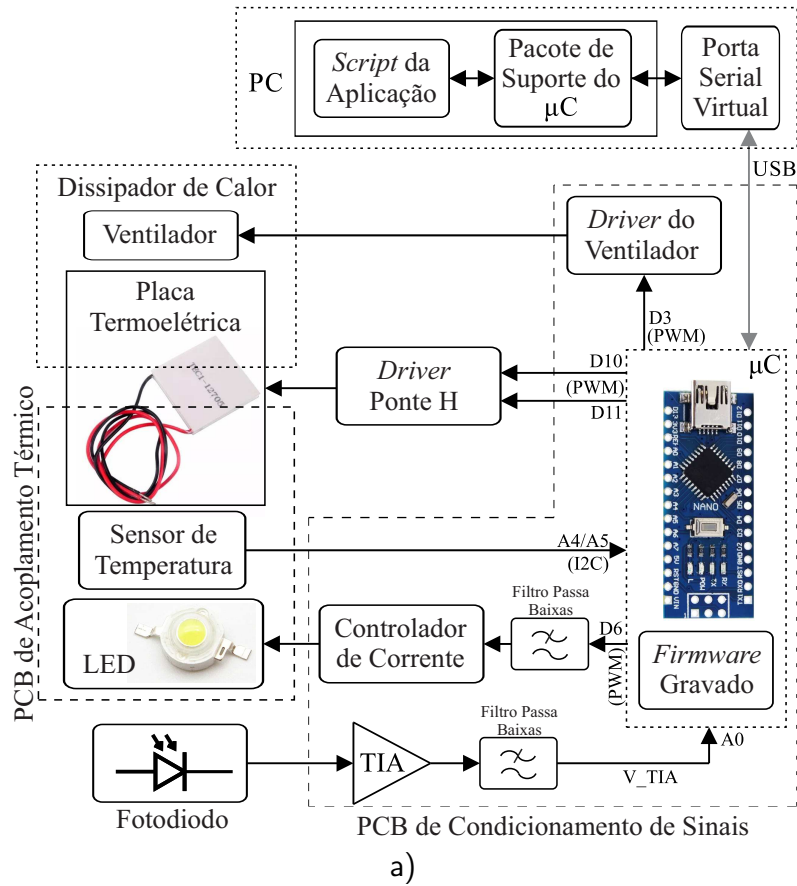 PC
Script da
Aplicação
Pacote de
Suporte do
µC
Porta
Serial
Virtual
USB
Dissipador de Calor
Ventilador
Driver do
Ventilador
Placa
Termoelétrica
D3
(PWM)
Driver
Ponte H
D10
(PWM)
D11
µC
NANO
PCB de Acoplamento Térmico
Sensor de
Temperatura
A4/A5
(I2C)
LED
Controlador
de Corrente
Filtro Passa
Baixas
D6
(PWM)
Firmware
Gravado
Fotodiodo
TIA
Filtro Passa
Baixas
V_TIA
A0
PCB de Condicionamento de Sinais
a)